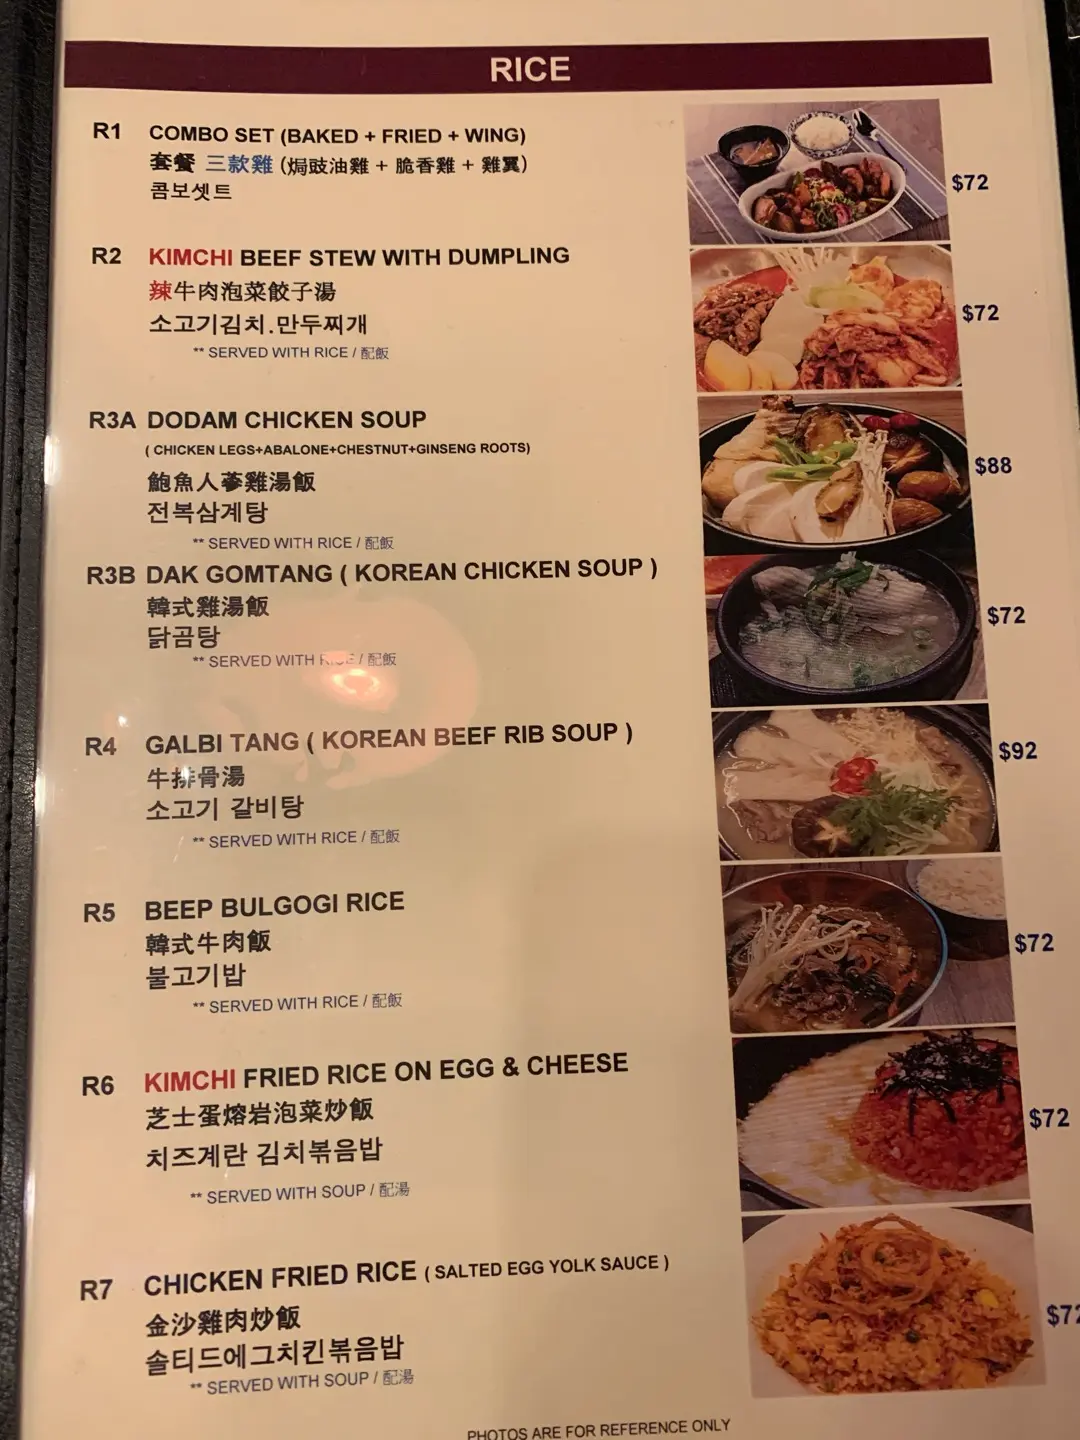 RICE
R1 COMBO SET (BAKED + FRIED + WING)
套餐 三款雞 (焗豉油雞 + 脆香雞 + 雞翼)
콤보셋트
$72
R2 KIMCHI BEEF STEW WITH DUMPLING
辣牛肉泡菜餃子湯
소고기김치.만두찌개
** SERVED WITH RICE / 配飯
$72
R3A DODAM CHICKEN SOUP
( CHICKEN LEGS+ABALONE+CHESTNUT+GINSENG ROOTS)
鮑魚人蔘雞湯飯
전복삼계탕
** SERVED WITH RICE / 配飯
$88
R3B DAK GOMTANG ( KOREAN CHICKEN SOUP )
韓式雞湯飯
닭곰탕
** SERVED WITH RICE / 配飯
$72
R4 GALBI TANG ( KOREAN BEEF RIB SOUP )
牛排骨湯
소고기 갈비탕
** SERVED WITH RICE / 配飯
$92
R5 BEEP BULGOGI RICE
韓式牛肉飯
불고기밥
** SERVED WITH RICE / 配飯
$72
R6 KIMCHI FRIED RICE ON EGG & CHEESE
芝士蛋熔岩泡菜炒飯
치즈계란 김치볶음밥
** SERVED WITH SOUP / 配湯
$72
R7 CHICKEN FRIED RICE ( SALTED EGG YOLK SAUCE )
金沙雞肉炒飯
솔티드에그치킨볶음밥
** SERVED WITH SOUP / 配湯
$72
PHOTOS ARE FOR REFERENCE ONLY